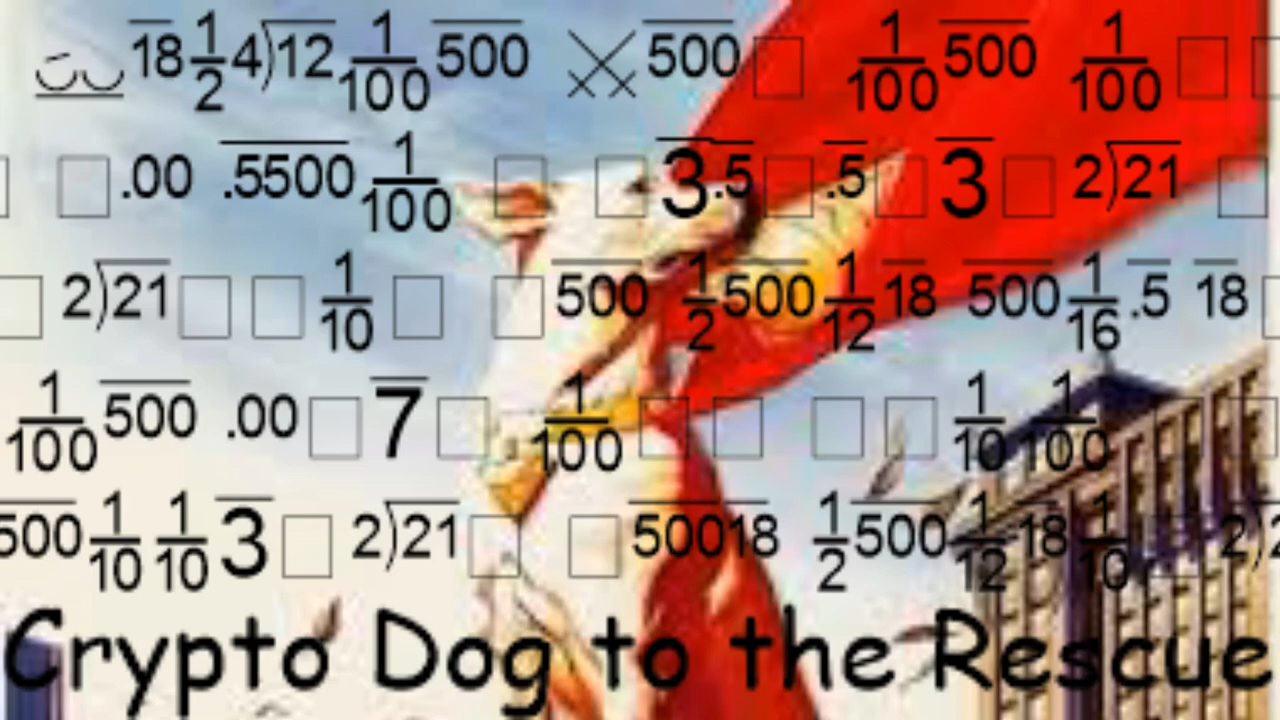 18 1/2 4)12 1/100 500 500 1/100 500 1/100
.00 .5500 1/100 3.5 .5 3 2)21
2)21 1/10 500 1/2 500 1/12 18 500 1/16 .5 18
1/100 500 .00 7 1/100 1/10 1/100
500 1/10 1/10 3 2)21 50018 1/2 500 1/12 18 1/10
Crypto Dog to the Rescue